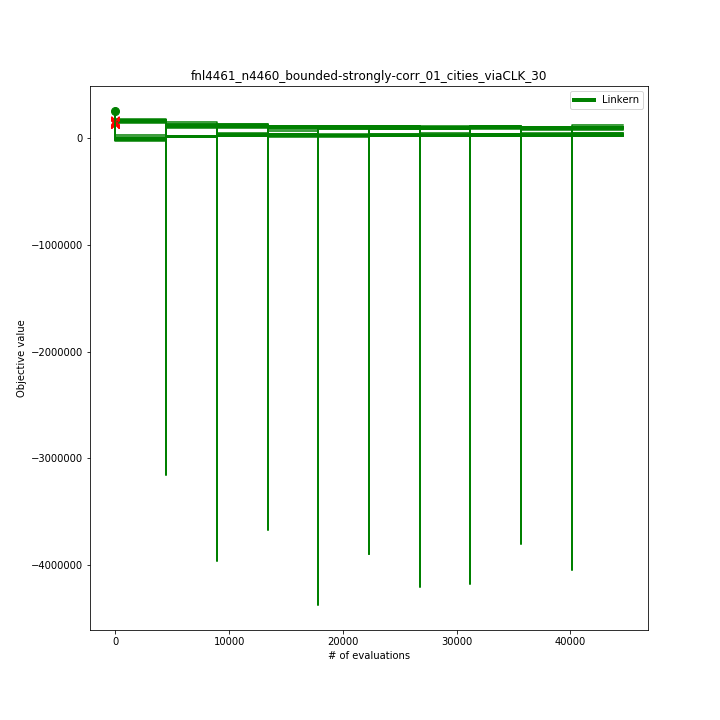 fnl4461_n4460_bounded-strongly-corr_01_cities_viaCLK_30
Linkern
0
−1000000
−2000000
−3000000
−4000000
Objective value
0
10000
20000
30000
40000
# of evaluations